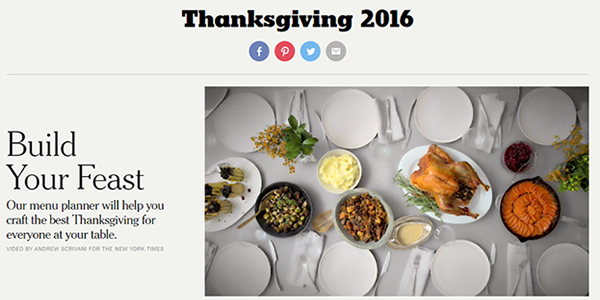 Thanksgiving 2016
Build
Your Feast
Our menu planner will help you
craft the best Thanksgiving for
everyone at your table.
VIDEO BY ANDREW SCRIVANI FOR THE NEW YORK TIMES